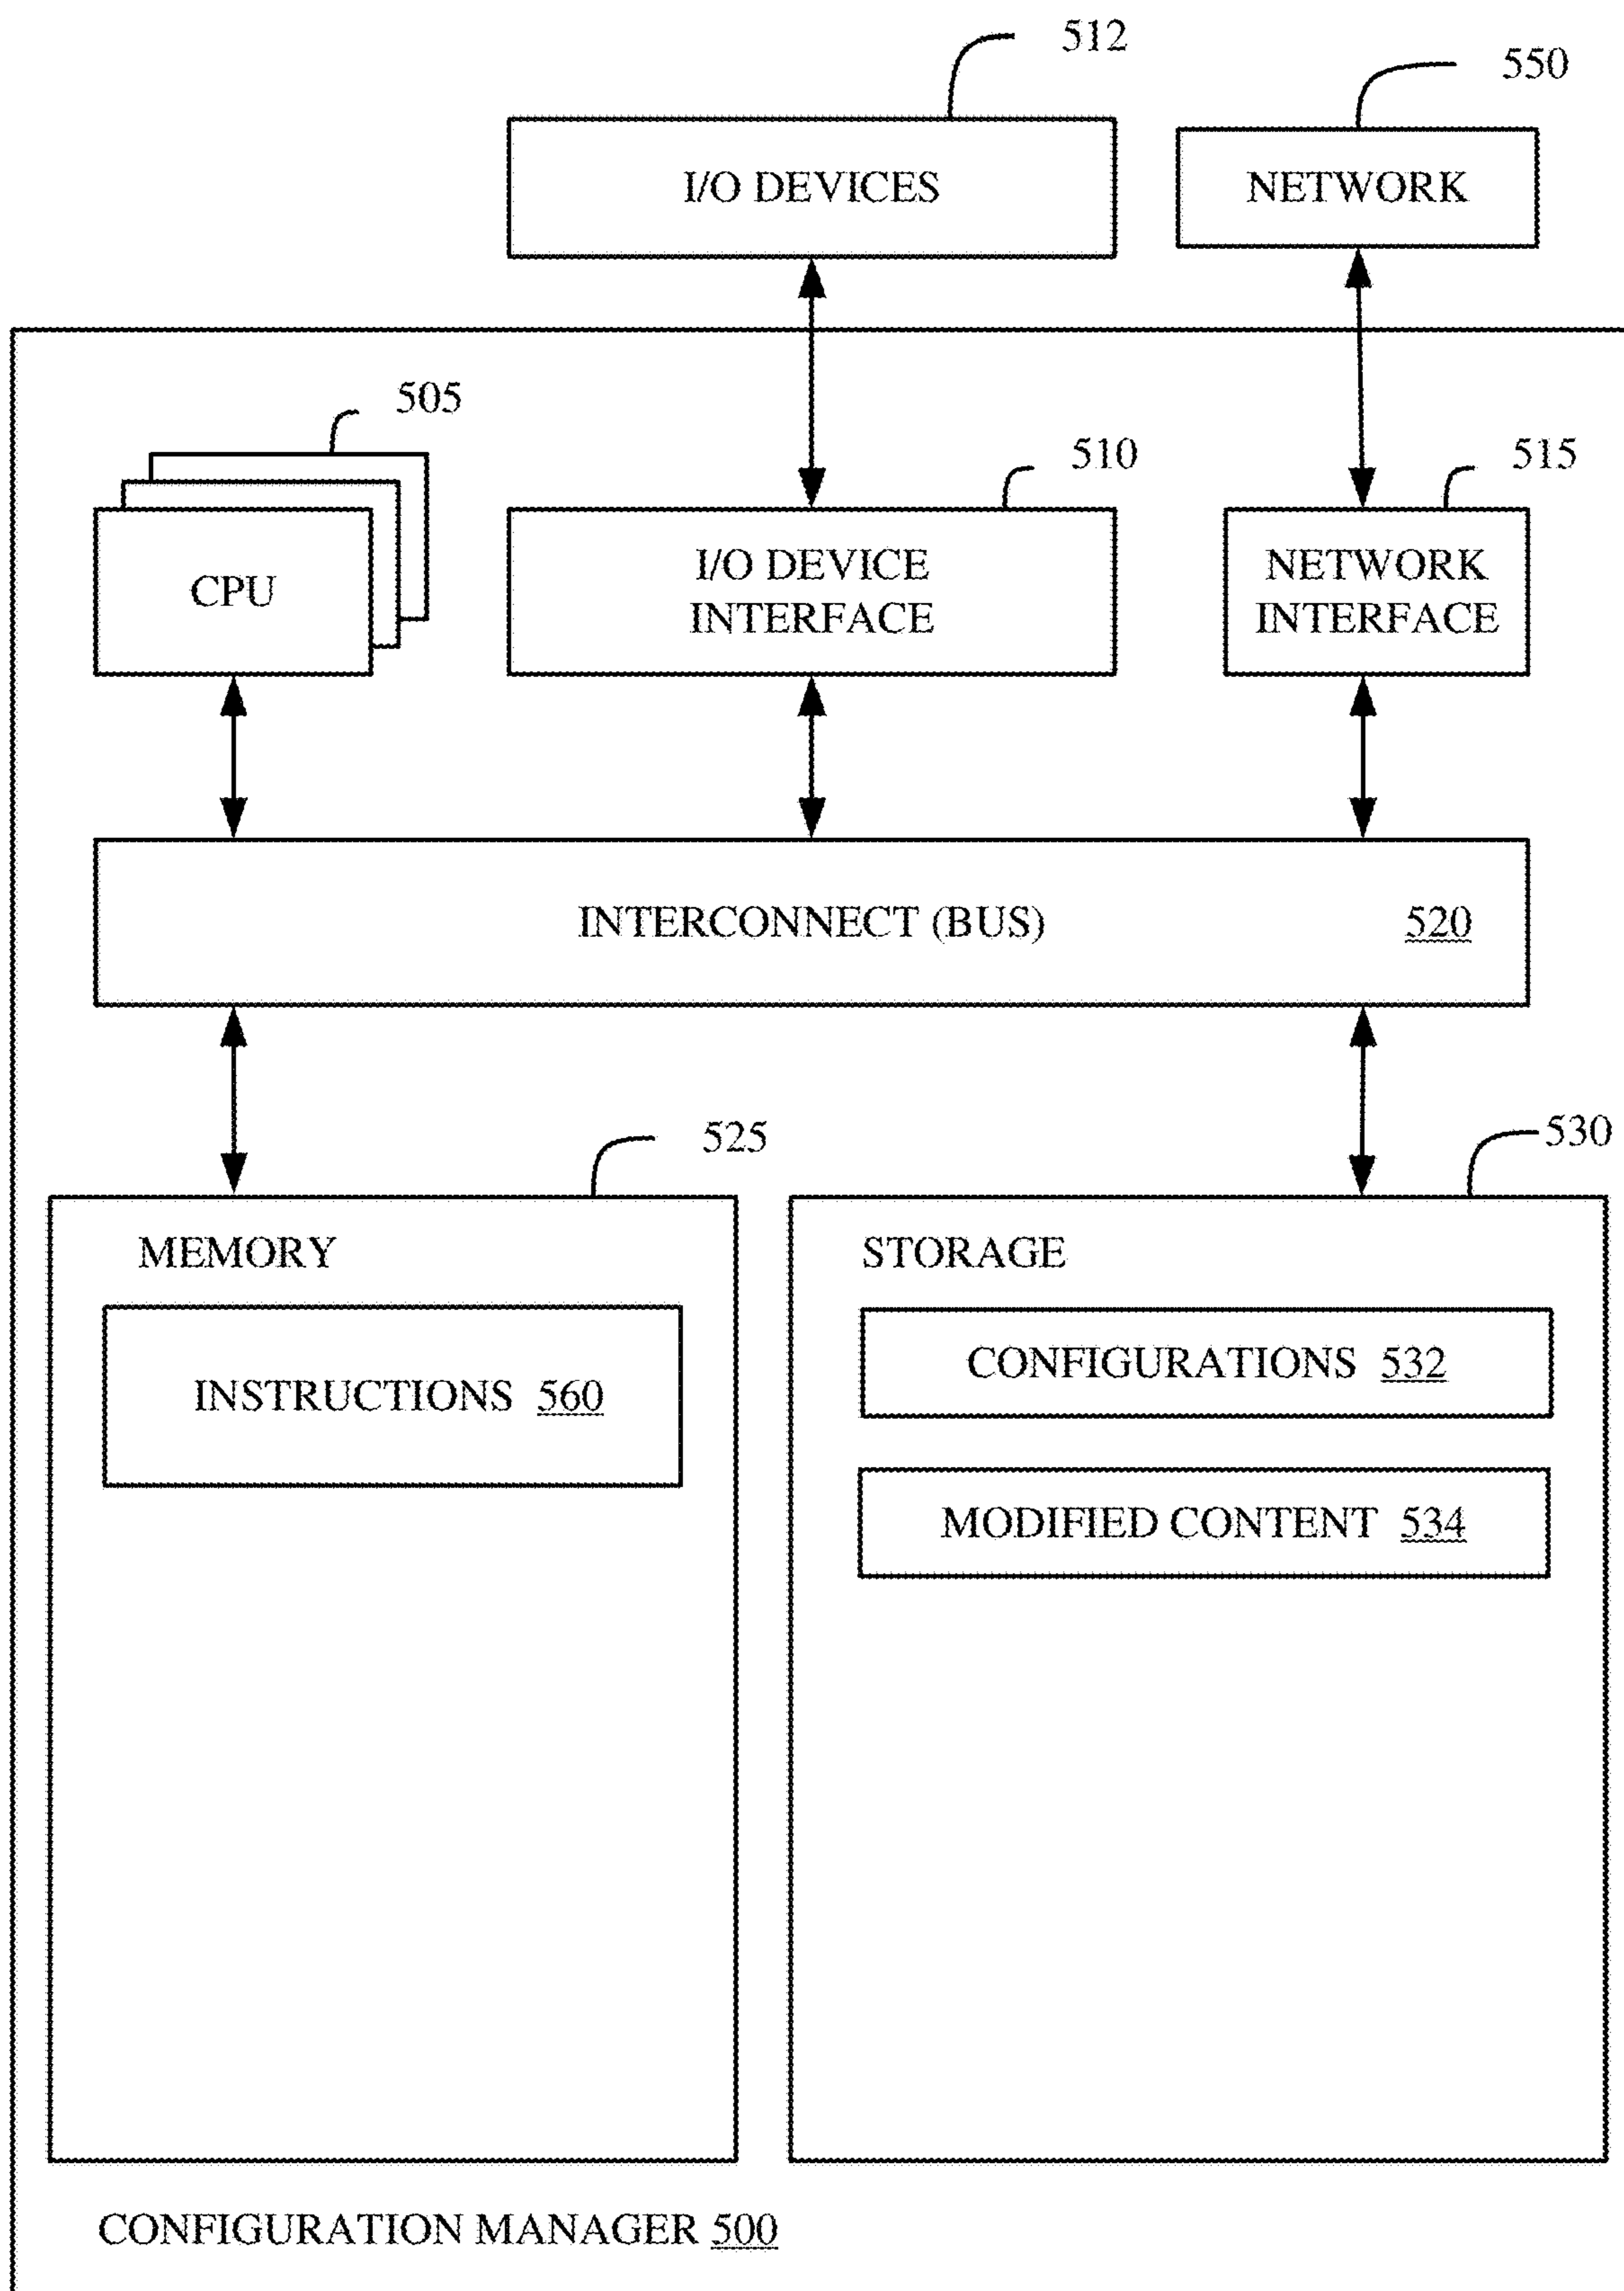 512
550
I/O DEVICES
NETWORK
505
510
515
CPU
I/O DEVICE
INTERFACE
NETWORK
INTERFACE
INTERCONNECT (BUS) 520
525
530
MEMORY
INSTRUCTIONS 560
STORAGE
CONFIGURATIONS 532
MODIFIED CONTENT 534
CONFIGURATION MANAGER 500